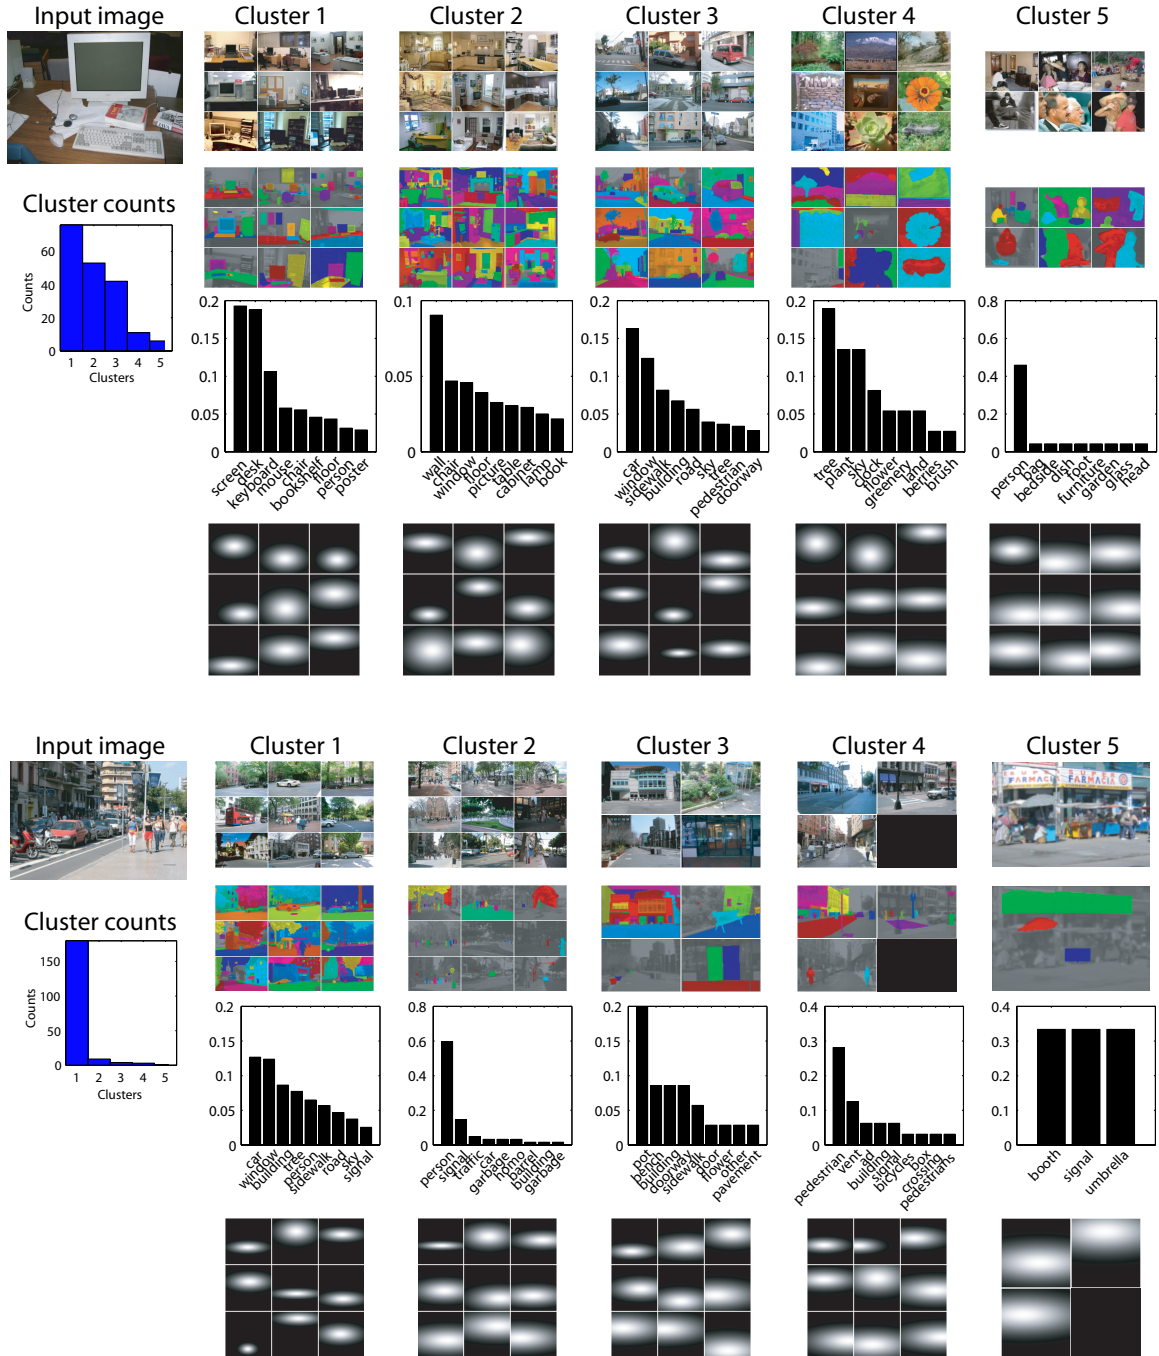 Input image
Cluster 1
Cluster 2
Cluster 3
Cluster 4
Cluster 5
Cluster counts
60
40
20
0
Counts
1 2 3 4 5
Clusters
0.2
0.15
0.1
0.05
0
screen
desk
keyboard
mouse
chair
bookshelf
floor
person
poster
0.1
0.05
0
wall
chair
window
floor
picture
table
cabinet
lamp
book
0.2
0.15
0.1
0.05
0
car
window
sidewalk
building
road
sky
tree
pedestrian
doorway
0.2
0.15
0.1
0.05
0
tree
plant
sky
clock
flower
greenery
land
berries
brush
0.8
0.6
0.4
0.2
0
person
bag
bedside
dish
foot
furniture
garden
glass
head
Input image
Cluster 1
Cluster 2
Cluster 3
Cluster 4
Cluster 5
FARMACIA
Cluster counts
150
100
50
0
Counts
1 2 3 4 5
Clusters
0.2
0.15
0.1
0.05
0
car
window
building
tree
person
sidewalk
road
sky
signal
0.8
0.6
0.4
0.2
0
person
signal
traffic
car
garbage
homo
barrel
building
garbage
0.2
0.15
0.1
0.05
0
pot
bench
building
doorway
sidewalk
door
flower
other
pavement
0.4
0.3
0.2
0.1
0
pedestrian
vent
ad
building
signal
bicycles
box
crossing
pedestrians
0.4
0.3
0.2
0.1
0
booth
signal
umbrella